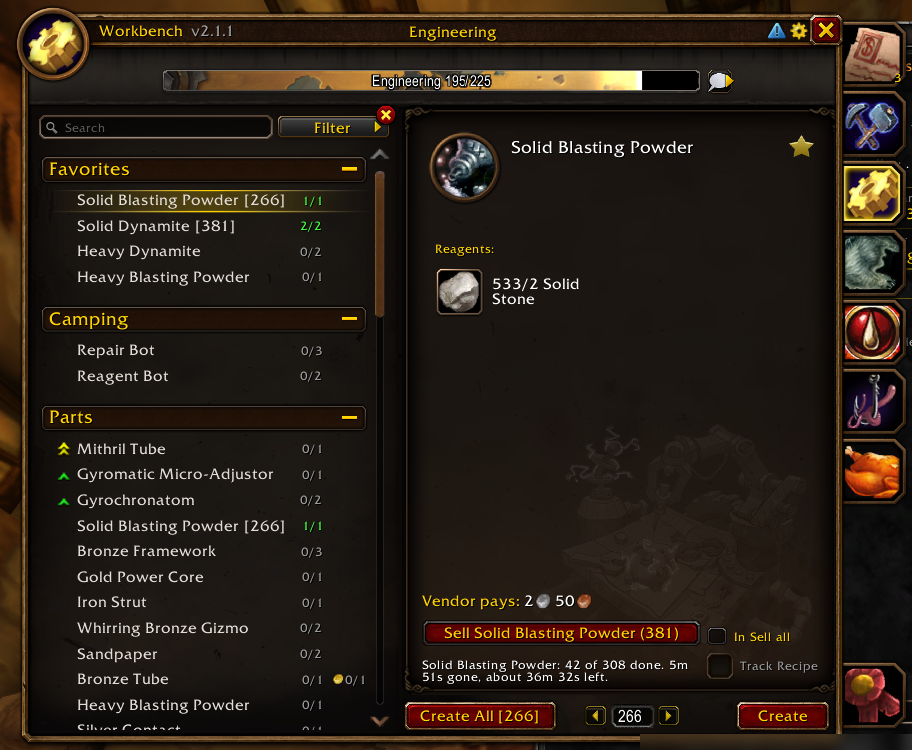 Workbench v2.1.1
Engineering
Engineering 195/225
Search
Filter
Favorites
Solid Blasting Powder [266] 1/1
Solid Dynamite [381] 2/2
Heavy Dynamite 0/2
Heavy Blasting Powder 0/1
Camping
Repair Bot 0/3
Reagent Bot 0/2
Parts
Mithril Tube 0/1
Gyromatic Micro-Adjustor 0/1
Gyrochronatom 0/2
Solid Blasting Powder [266] 1/1
Bronze Framework 0/3
Gold Power Core 0/1
Iron Strut 0/1
Whirring Bronze Gizmo 0/2
Sandpaper 0/2
Bronze Tube 0/1 0/1
Heavy Blasting Powder 0/1
Silver Contact 0/1
Solid Blasting Powder
Reagents:
533/2 Solid
Stone
Vendor pays: 2 50
Sell Solid Blasting Powder (381)
In Sell all
Solid Blasting Powder: 42 of 308 done. 5m
51s gone, about 36m 32s left.
Track Recipe
Create All [266]
266
Create
3